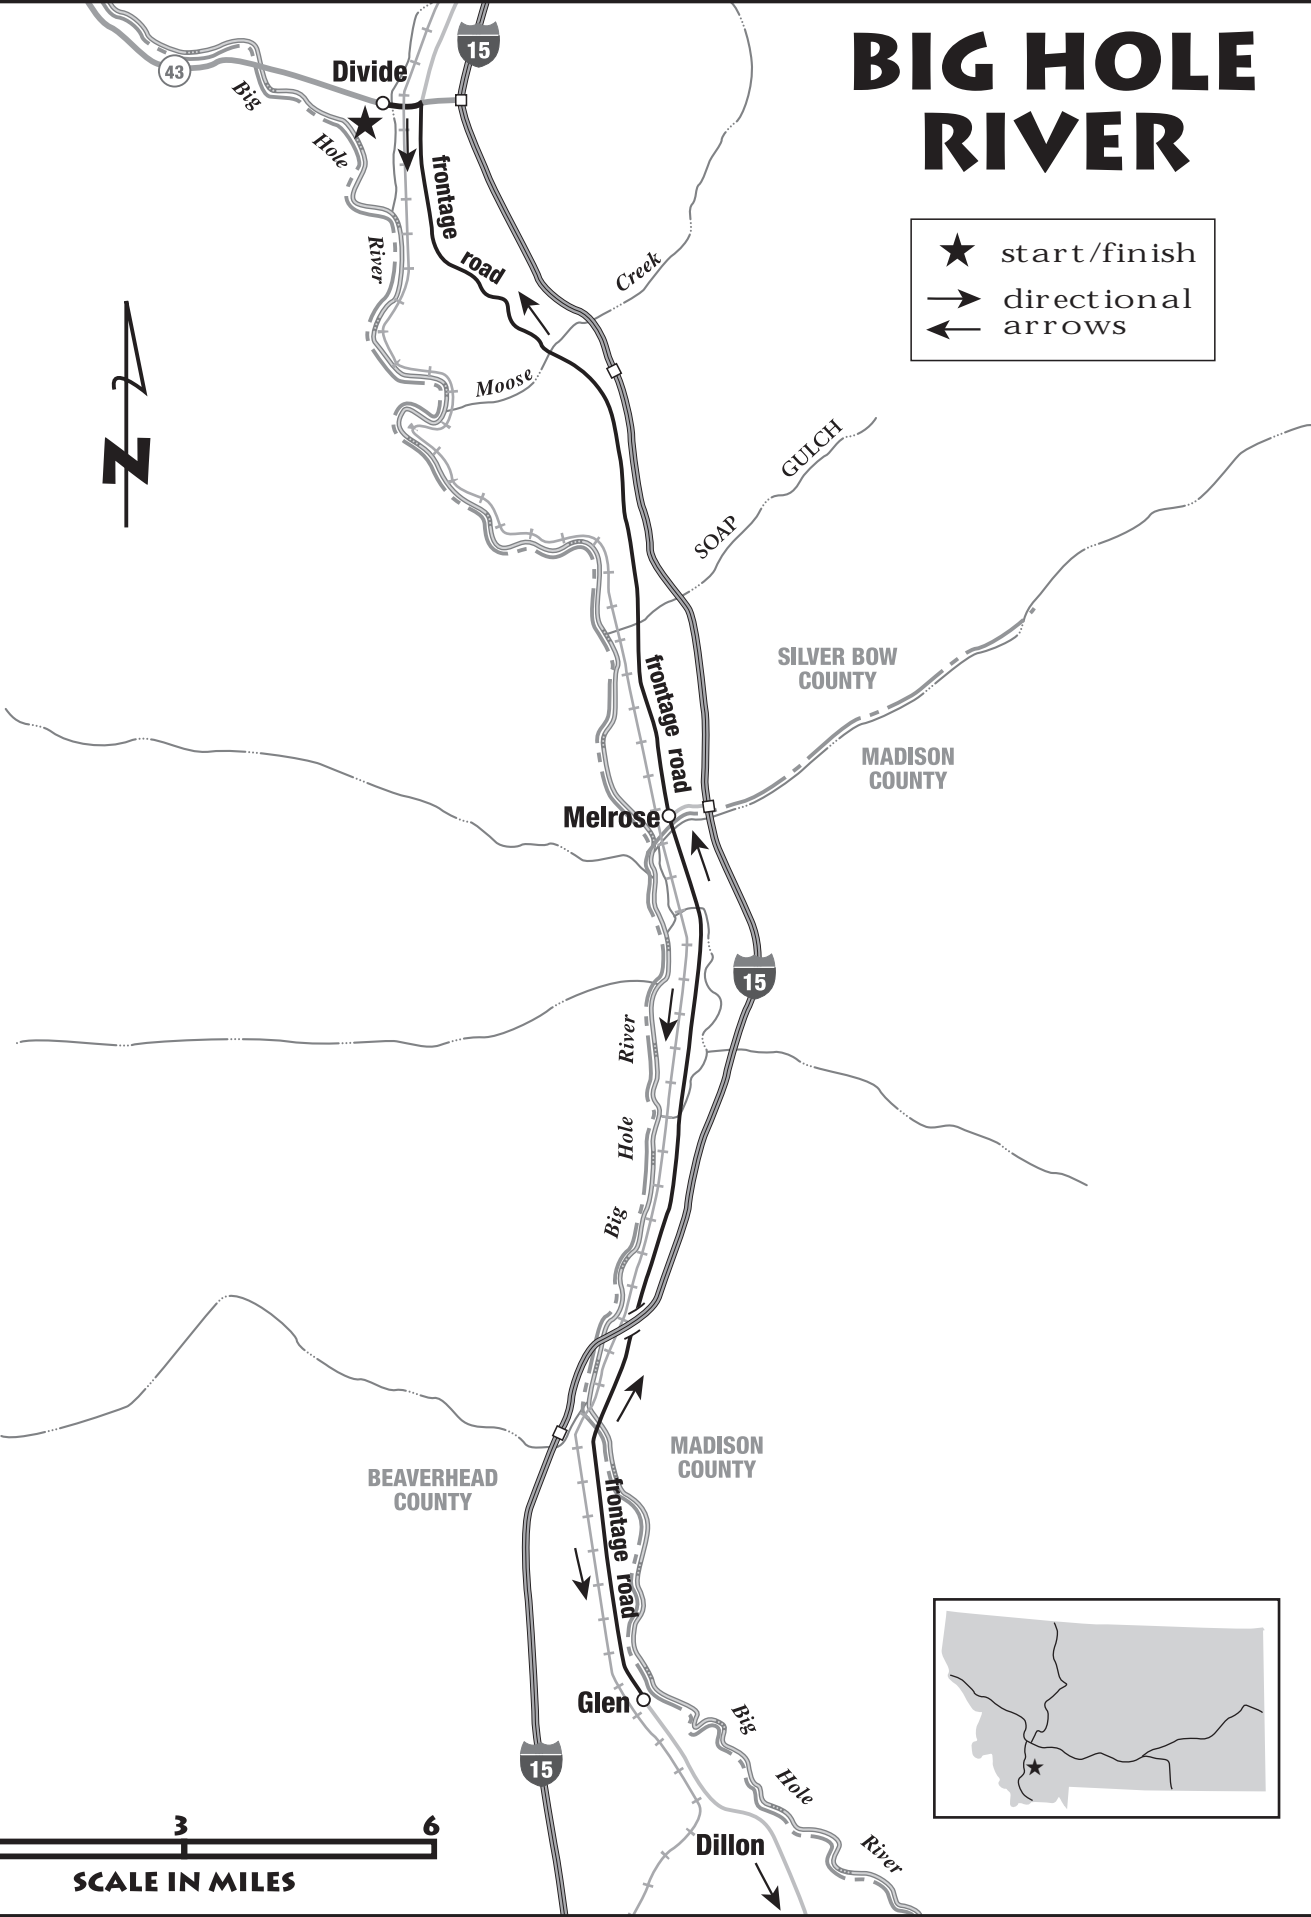 BIG HOLE
RIVER
15
Divide
43
Big
Hole
River
frontage
road
Creek
Moose
start/finish
directional
arrows
N
GULCH
SOAP
SILVER BOW
COUNTY
MADISON
COUNTY
frontage road
Melrose
15
River
Hole
Big
MADISON
COUNTY
BEAVERHEAD
COUNTY
frontage road
Glen
Big
Hole
River
15
Dillon
3 6
SCALE IN MILES